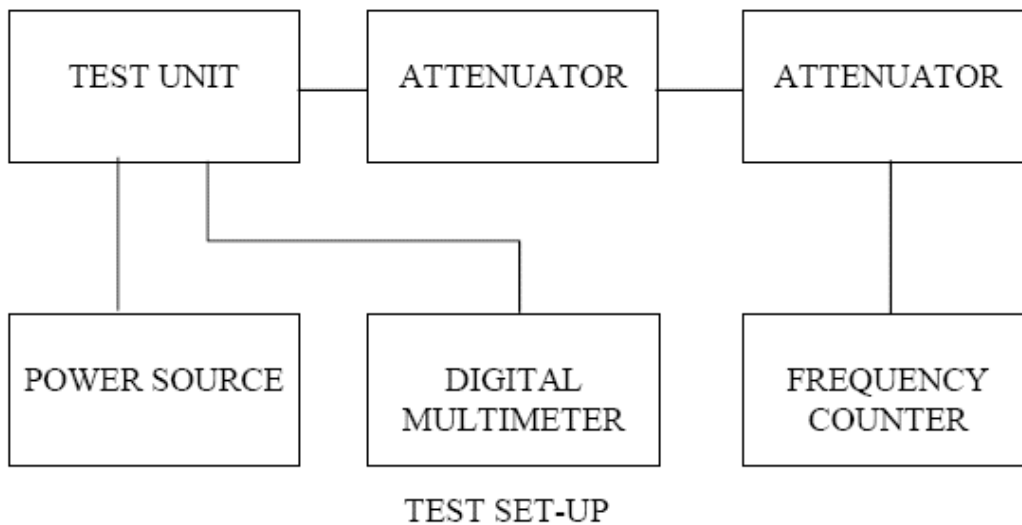 TEST UNIT
ATTENUATOR
ATTENUATOR
POWER SOURCE
DIGITAL
MULTIMETER
FREQUENCY
COUNTER
TEST SET-UP